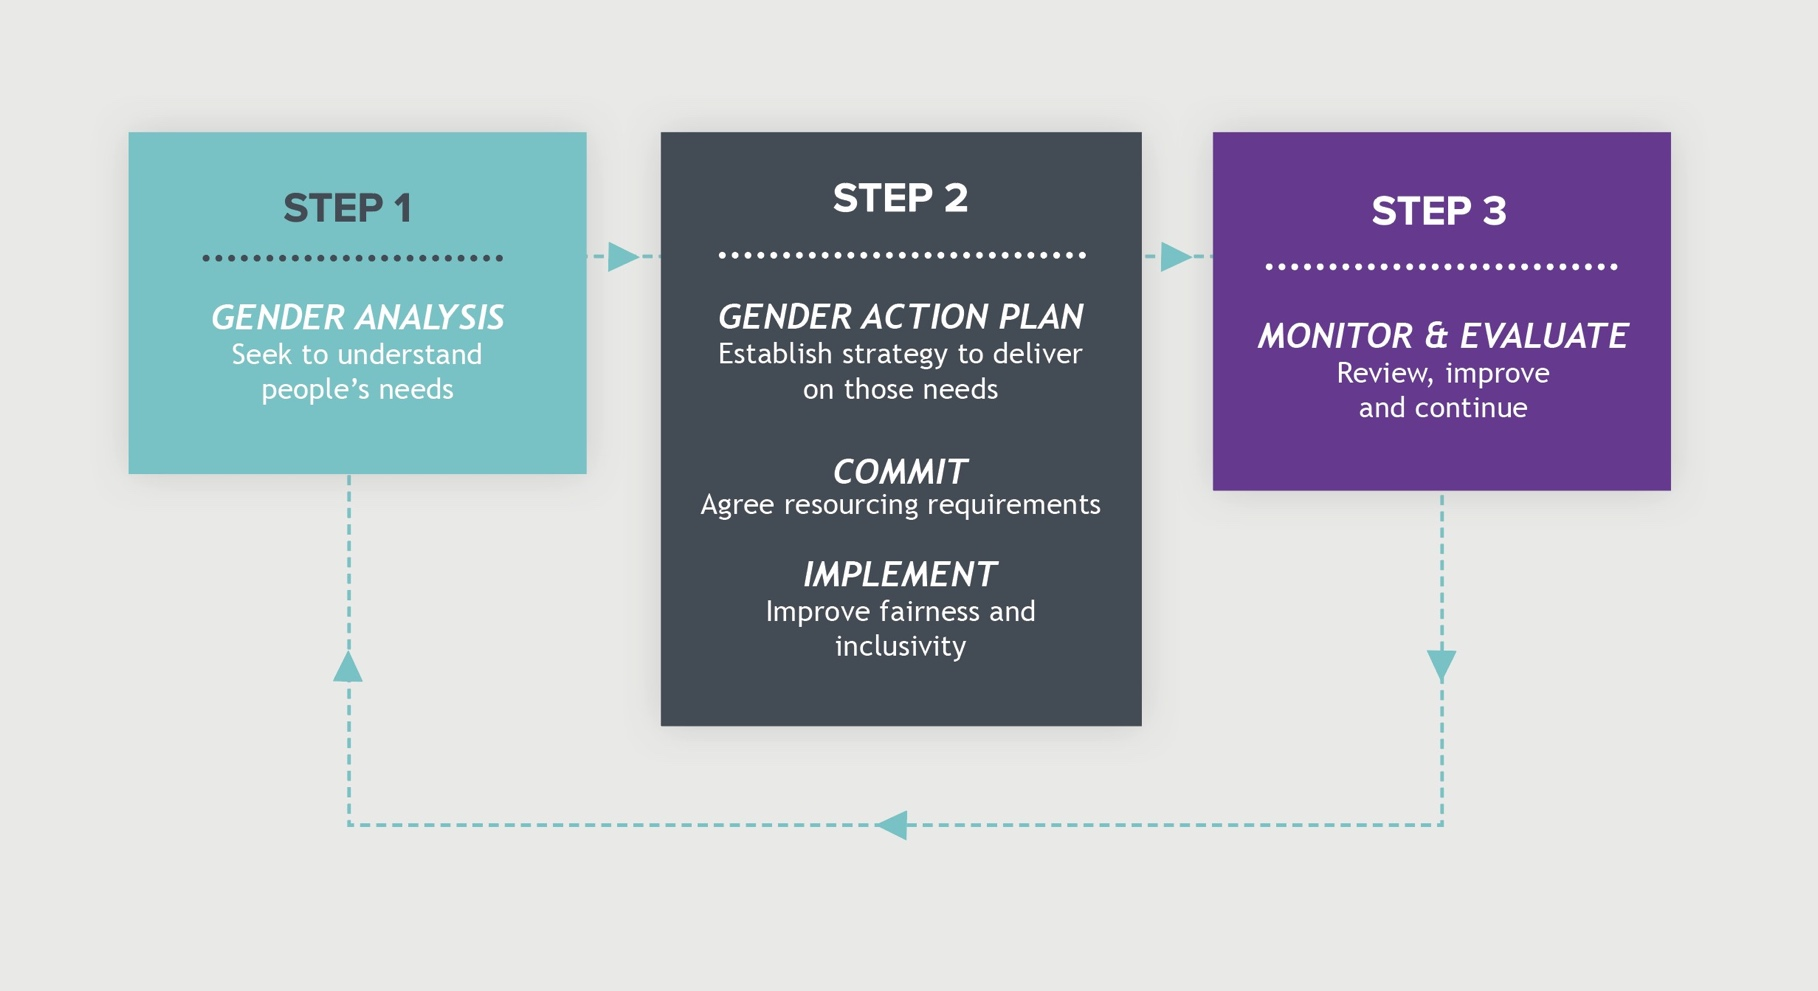 STEP 1
GENDER ANALYSIS
Seek to understand
people’s needs
STEP 2
GENDER ACTION PLAN
Establish strategy to deliver
on those needs
COMMIT
Agree resourcing requirements
IMPLEMENT
Improve fairness and
inclusivity
STEP 3
MONITOR & EVALUATE
Review, improve
and continue